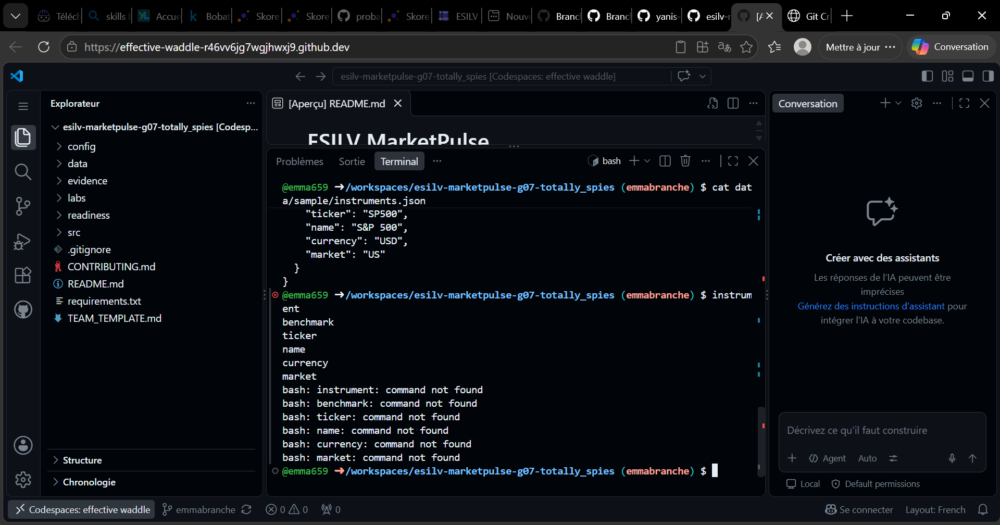 Téléch
skills
Accue
Bobat
Skore
Skore
proba
Skore
ESILV
Nouv
Branc
Branc
yanis-
esilv-r
[A
Git Cr
https://effective-waddle-r46vv6jg7wgjhwxj9.github.dev
Mettre à jour
Conversation
esilv-marketpulse-g07-totally_spies [Codespaces: effective waddle]
Explorateur
esilv-marketpulse-g07-totally_spies [Codesp...
config
data
evidence
labs
readiness
src
.gitignore
CONTRIBUTING.md
README.md
requirements.txt
TEAM_TEMPLATE.md
Structure
Chronologie
[Aperçu] README.md
ESILV MarketPulse
Problèmes
Sortie
Terminal
bash
@emma659 ➜/workspaces/esilv-marketpulse-g07-totally_spies (emmabranche) $ cat dat
a/sample/instruments.json
"ticker": "SP500",
"name": "S&P 500",
"currency": "USD",
"market": "US"
}
}
@emma659 ➜/workspaces/esilv-marketpulse-g07-totally_spies (emmabranche) $ instrum
ent
benchmark
ticker
name
currency
market
bash: instrument: command not found
bash: benchmark: command not found
bash: ticker: command not found
bash: name: command not found
bash: currency: command not found
bash: market: command not found
@emma659 ➜/workspaces/esilv-marketpulse-g07-totally_spies (emmabranche) $
Conversation
Créer avec des assistants
Les réponses de l'IA peuvent être
imprécises
Générez des instructions d'assistant pour
intégrer l'IA à votre codebase.
Décrivez ce qu'il faut construire
Agent
Auto
Local
Default permissions
Codespaces: effective waddle
emmabranche
0
0
0
Se connecter
Layout: French